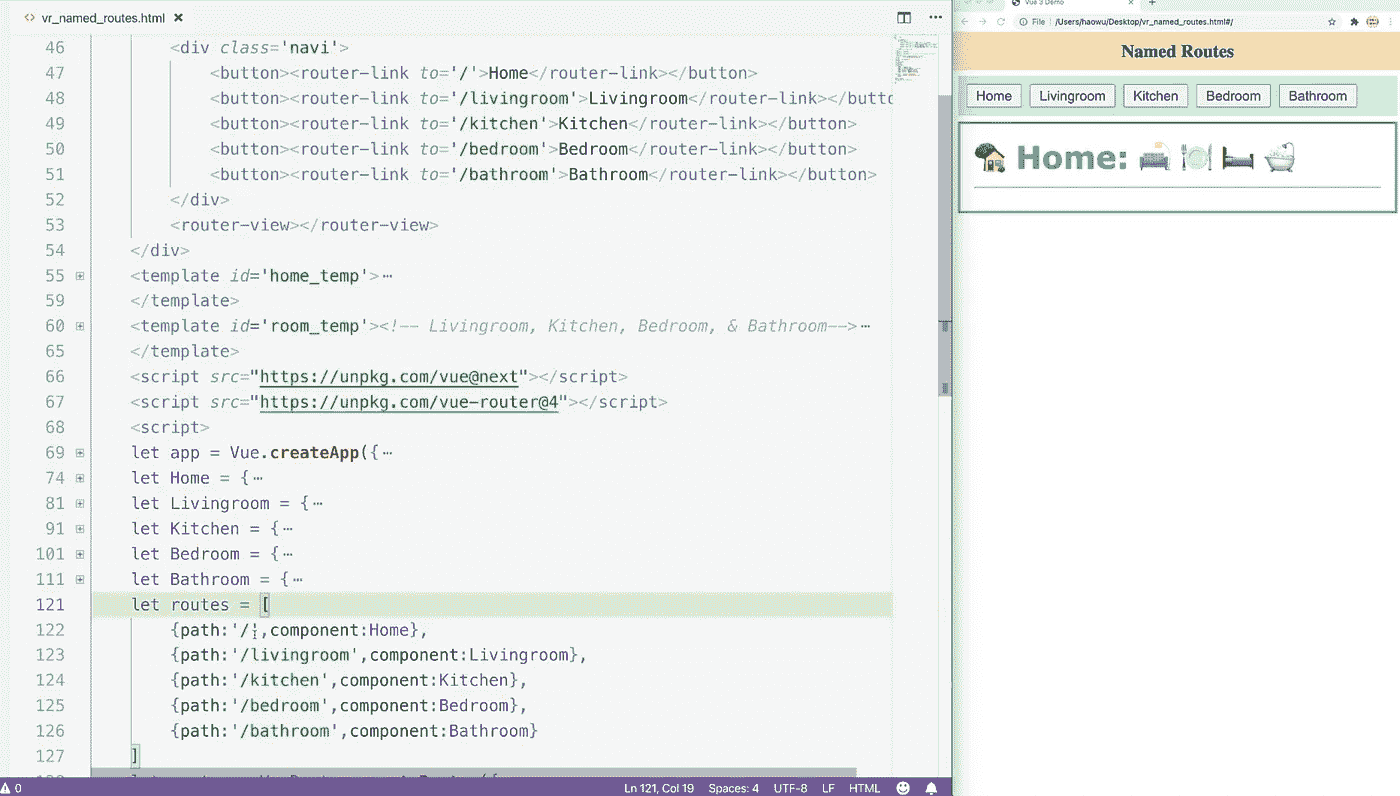 vr_named_routes.html
46 <div class='navi'>
47 <button><router-link to='/'>Home</router-link></button>
48 <button><router-link to='/livingroom'>Livingroom</router-link></butto
49 <button><router-link to='/kitchen'>Kitchen</router-link></button>
50 <button><router-link to='/bedroom'>Bedroom</router-link></button>
51 <button><router-link to='/bathroom'>Bathroom</router-link></button>
52 </div>
53 <router-view></router-view>
54 </div>
55 <template id='home_temp'>⋯
59 </template>
60 <template id='room_temp'><!-- Livingroom, Kitchen, Bedroom, & Bathroom-->⋯
65 </template>
66 <script src="https://unpkg.com/vue@next"></script>
67 <script src="https://unpkg.com/vue-router@4"></script>
68 <script>
69 let app = Vue.createApp({⋯
74 let Home = {⋯
81 let Livingroom = {⋯
91 let Kitchen = {⋯
101 let Bedroom = {⋯
111 let Bathroom = {⋯
121 let routes = [
122 {path:'/',component:Home},
123 {path:'/livingroom',component:Livingroom},
124 {path:'/kitchen',component:Kitchen},
125 {path:'/bedroom',component:Bedroom},
126 {path:'/bathroom',component:Bathroom}
127 ]
0 Ln 121, Col 19 Spaces: 4 UTF-8 LF HTML
Vue 3 Demo
File /Users/haowu/Desktop/vr_named_routes.html#/
Named Routes
Home Livingroom Kitchen Bedroom Bathroom
Home: